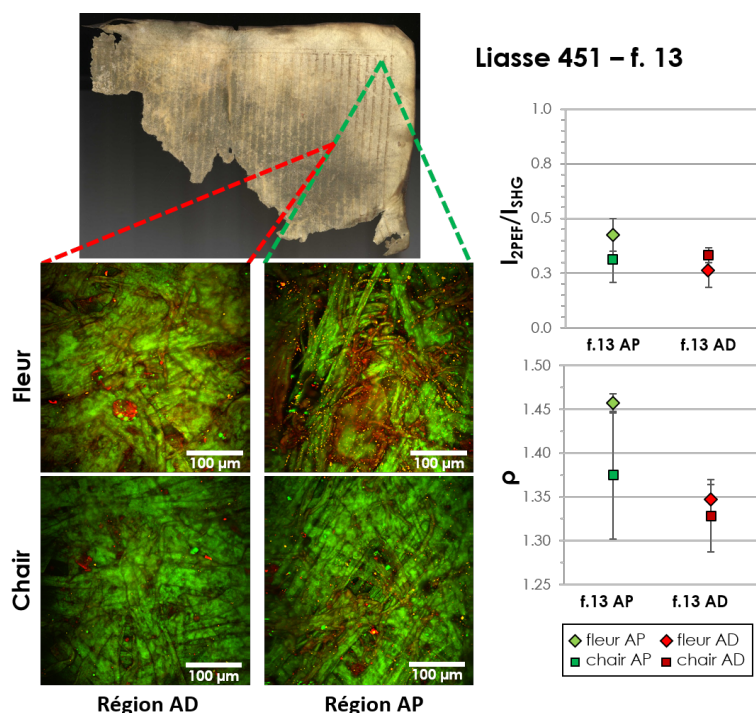 Liasse 451 – f. 13
Fleur
100 µm
100 µm
Chair
100 µm
100 µm
Région AD
Région AP
I2PEF/ISHG
1.0
0.8
0.5
0.3
0.0
f.13 AP
f.13 AD
ρ
1.50
1.45
1.40
1.35
1.30
1.25
f.13 AP
f.13 AD
fleur AP
fleur AD
chair AP
chair AD